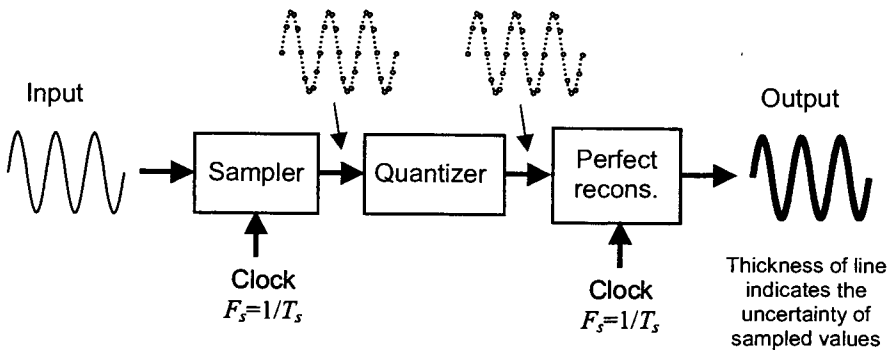 Input
Output
Sampler
Quantizer
Perfect
recons.
Clock
Fs=1/Ts
Clock
Fs=1/Ts
Thickness of line
indicates the
uncertainty of
sampled values